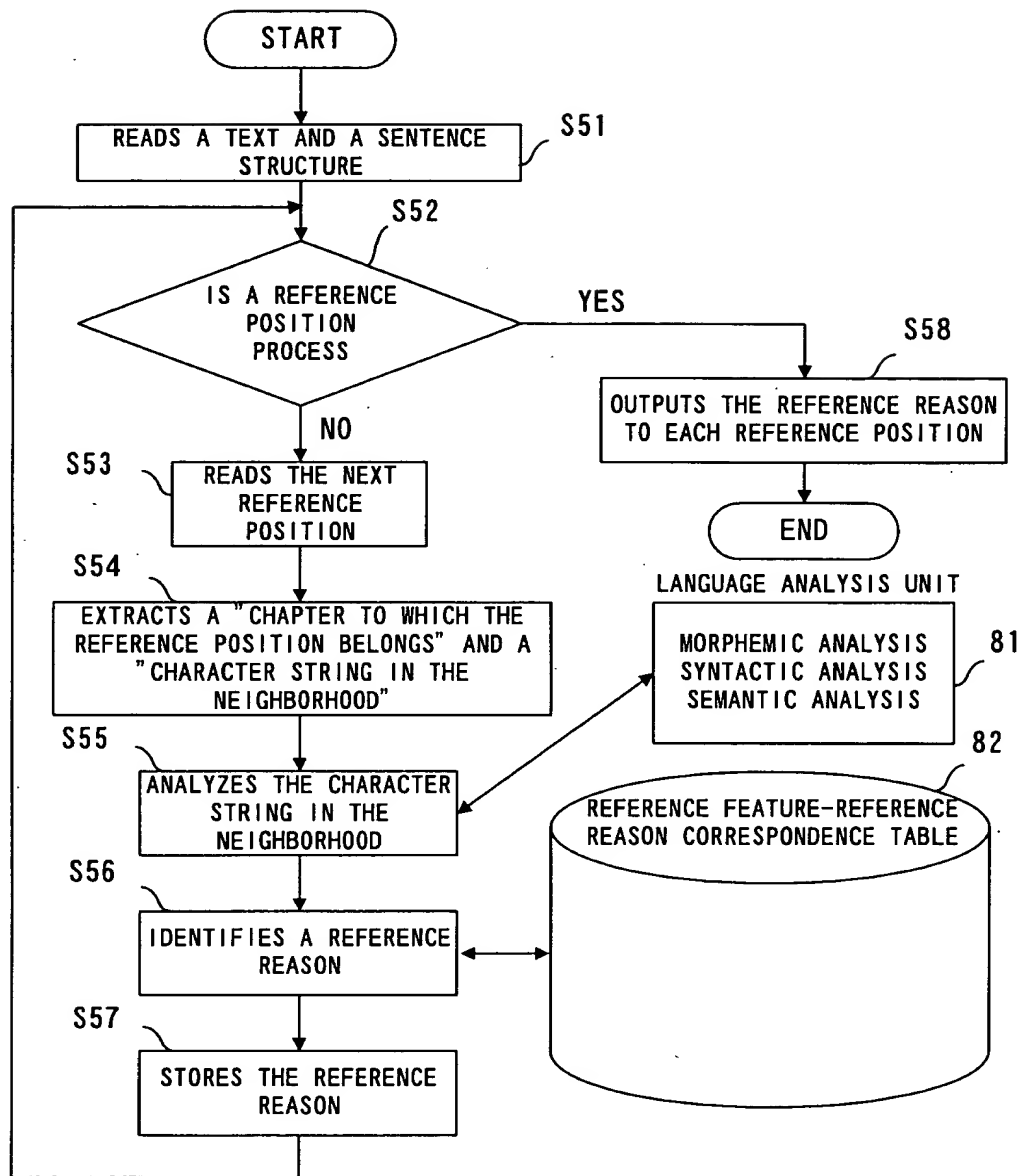 START
S51
READS A TEXT AND A SENTENCE
STRUCTURE
S52
IS A REFERENCE
POSITION
PROCESS
YES
NO
S58
OUTPUTS THE REFERENCE REASON
TO EACH REFERENCE POSITION
END
S53
READS THE NEXT
REFERENCE
POSITION
S54
EXTRACTS A "CHAPTER TO WHICH THE
REFERENCE POSITION BELONGS" AND A
"CHARACTER STRING IN THE
NEIGHBORHOOD"
LANGUAGE ANALYSIS UNIT
MORPHEMIC ANALYSIS
SYNTACTIC ANALYSIS
SEMANTIC ANALYSIS
81
S55
ANALYZES THE CHARACTER
STRING IN THE
NEIGHBORHOOD
82
REFERENCE FEATURE-REFERENCE
REASON CORRESPONDENCE TABLE
S56
IDENTIFIES A REFERENCE
REASON
S57
STORES THE REFERENCE
REASON